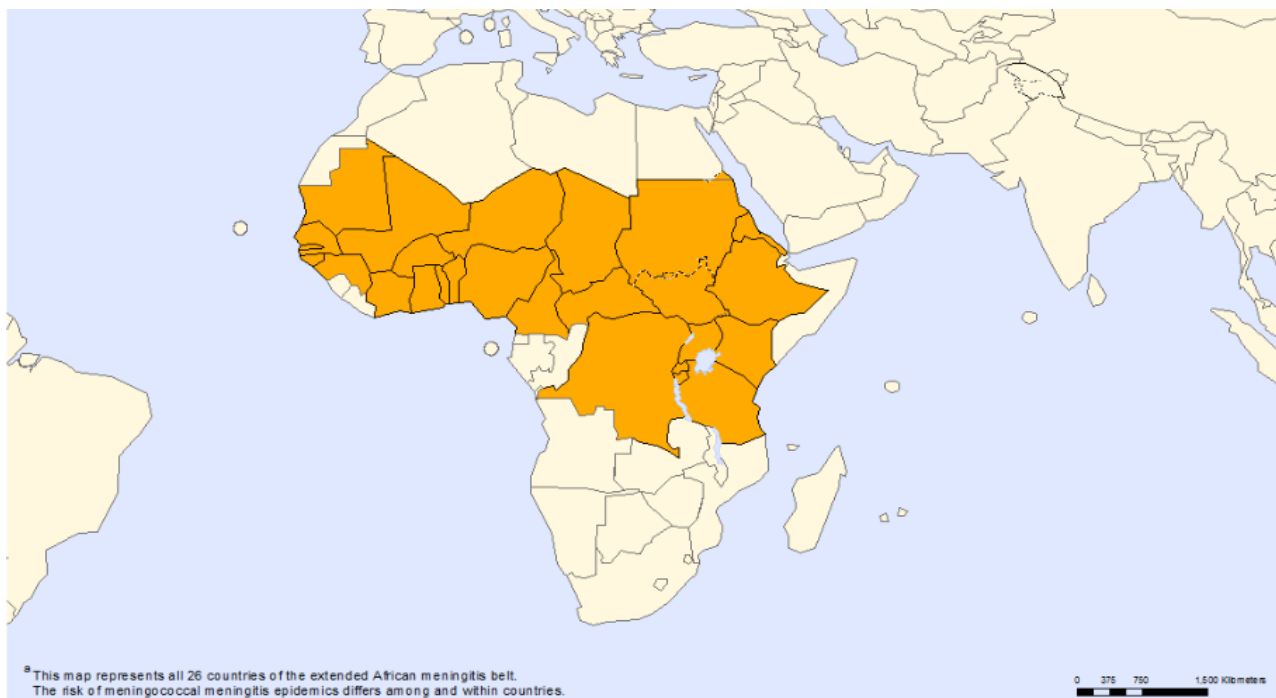 a This map represents all 26 countries of the extended African meningitis belt.
The risk of meningococcal meningitis epidemics differs among and within countries.
0 375 750 1,500 Kilometers